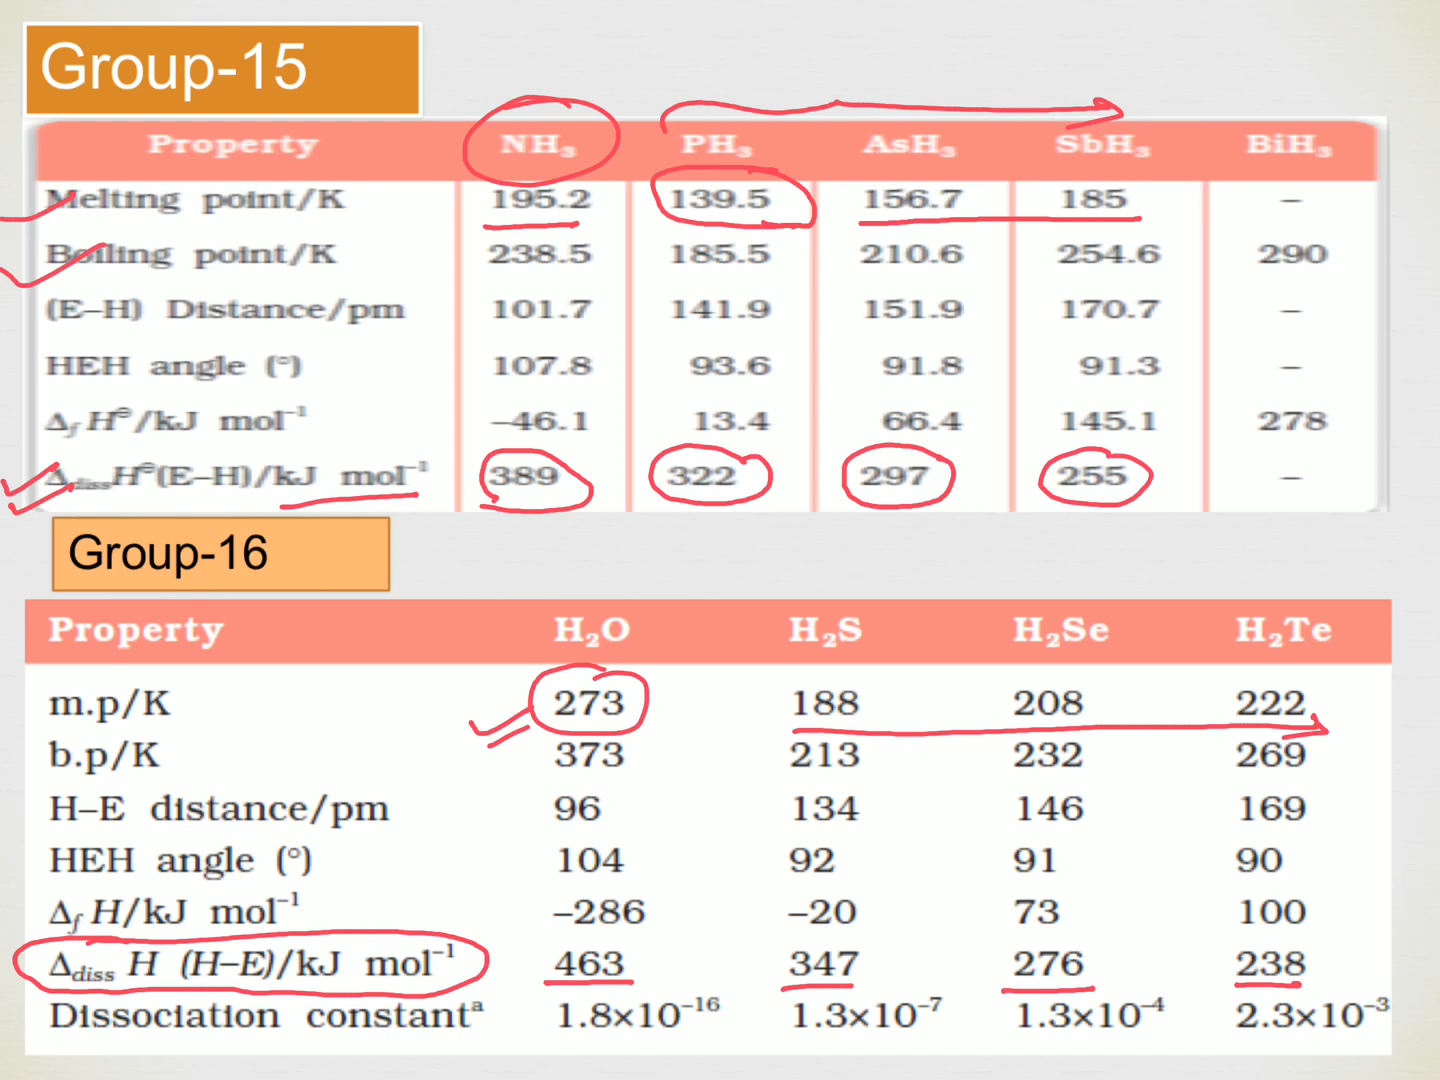 Group-15
Property NH₃ PH₃ AsH₃ SbH₃ BiH₃
Melting point/K 195.2 139.5 156.7 185 –
Boiling point/K 238.5 185.5 210.6 254.6 290
(E–H) Distance/pm 101.7 141.9 151.9 170.7 –
HEH angle (°) 107.8 93.6 91.8 91.3 –
Δf H⊖/kJ mol⁻¹ –46.1 13.4 66.4 145.1 278
ΔdissH⊖(E–H)/kJ mol⁻¹ 389 322 297 255 –
Group-16
Property H₂O H₂S H₂Se H₂Te
m.p/K 273 188 208 222
b.p/K 373 213 232 269
H–E distance/pm 96 134 146 169
HEH angle (°) 104 92 91 90
Δf H/kJ mol⁻¹ –286 –20 73 100
Δdiss H (H–E)/kJ mol⁻¹ 463 347 276 238
Dissociation constantᵃ 1.8×10⁻¹⁶ 1.3×10⁻⁷ 1.3×10⁻⁴ 2.3×10⁻³